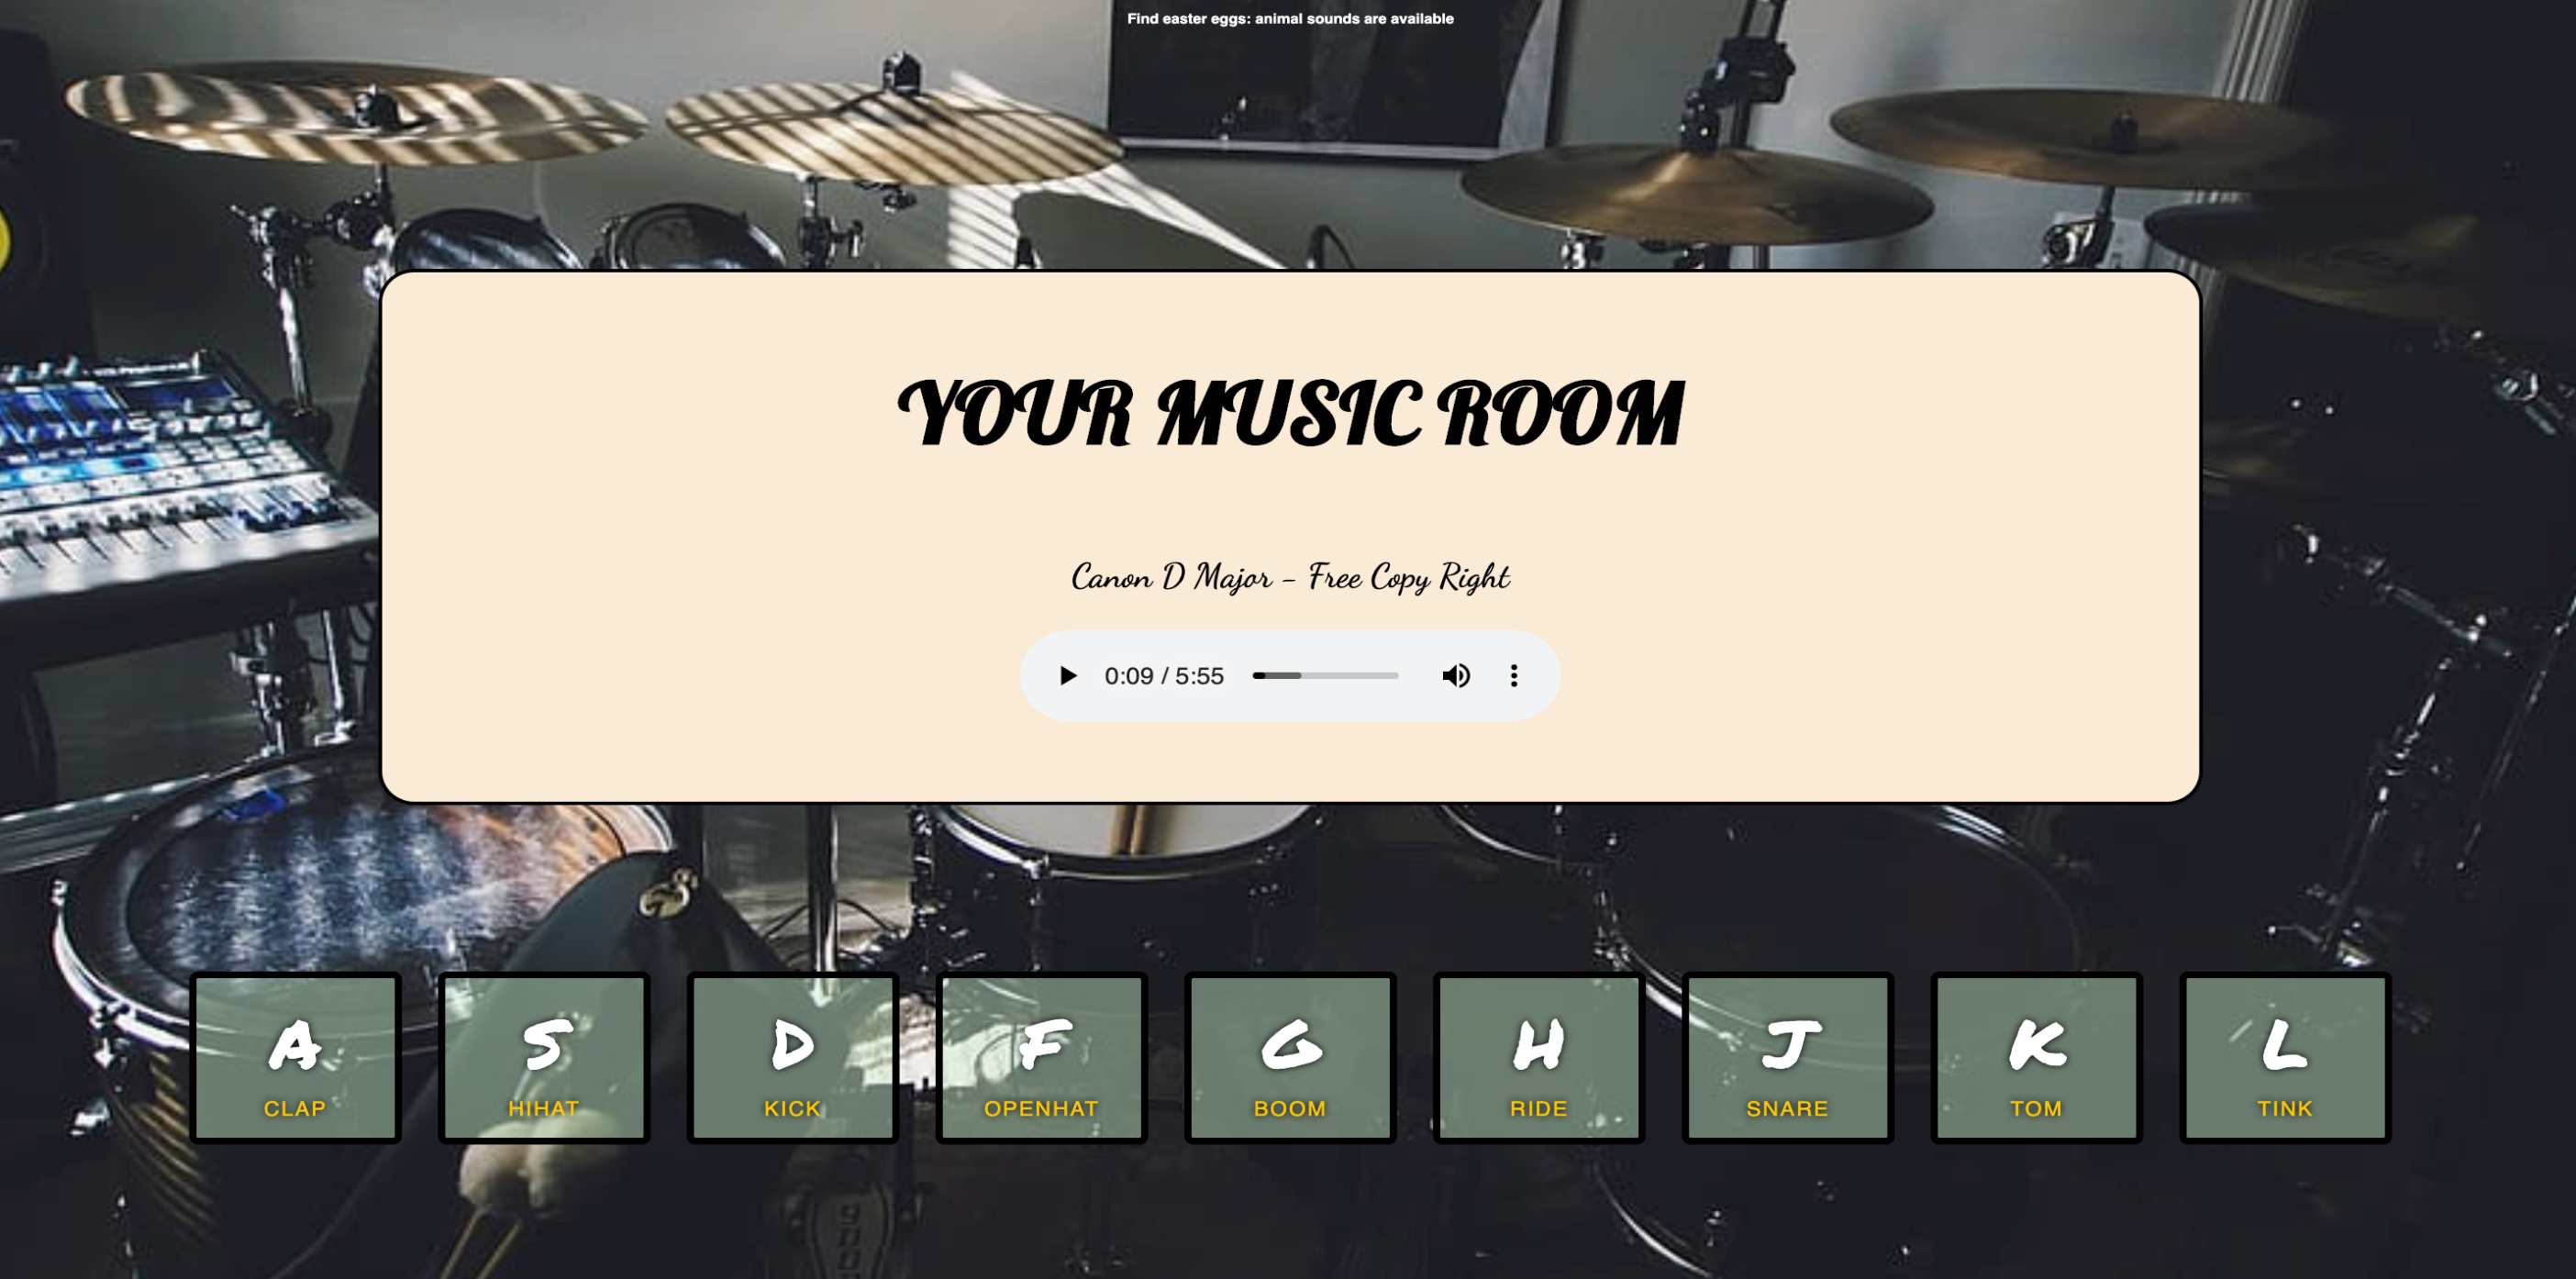 Find easter eggs: animal sounds are available
YOUR MUSIC ROOM
Canon D Major - Free Copy Right
0:09 / 5:55
A S D F G H J K L
CLAP HIHAT KICK OPENHAT BOOM RIDE SNARE TOM TINK